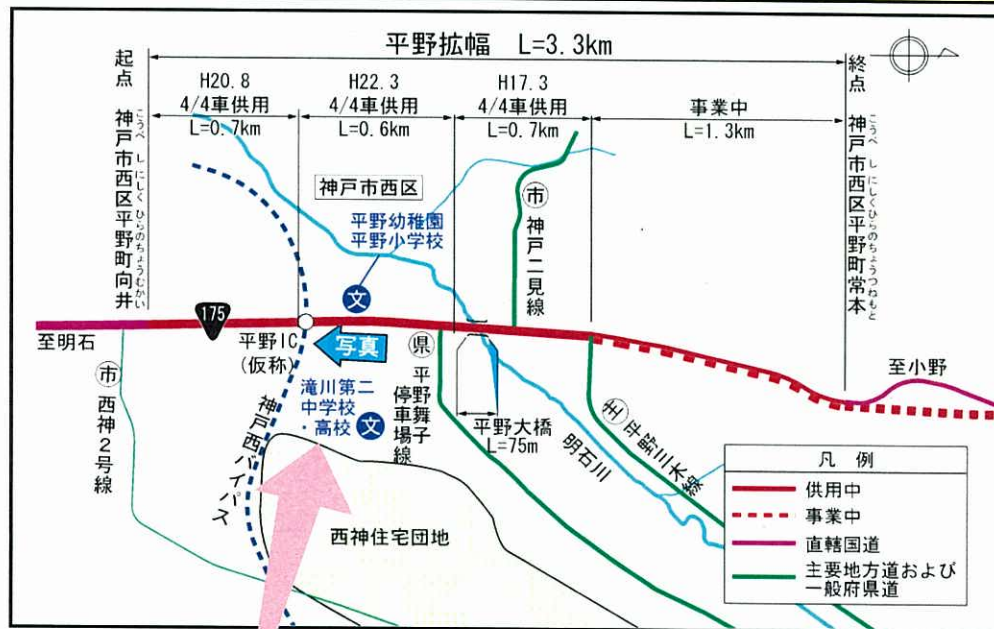 平野拡幅 L=3.3km
起点
神戸市西区平野町向井
こうべしにしくひらのちょうむかい
H20.8
4/4車供用
L=0.7km
H22.3
4/4車供用
L=0.6km
H17.3
4/4車供用
L=0.7km
事業中
L=1.3km
終点
神戸市西区平野町常本
こうべしにしくひらのちょうつねもと
神戸市西区
平野幼稚園
平野小学校
文
市
神戸二見線
175
至明石
平野IC
(仮称)
写真
県
平野舞子
停車場線
至小野
市
西神2号線
神戸西バイパス
滝川第二
中学校
・高校
文
平野大橋
L=75m
明石川
主
平野三木線
西神住宅団地
凡例
供用中
事業中
直轄国道
主要地方道および
一般府県道